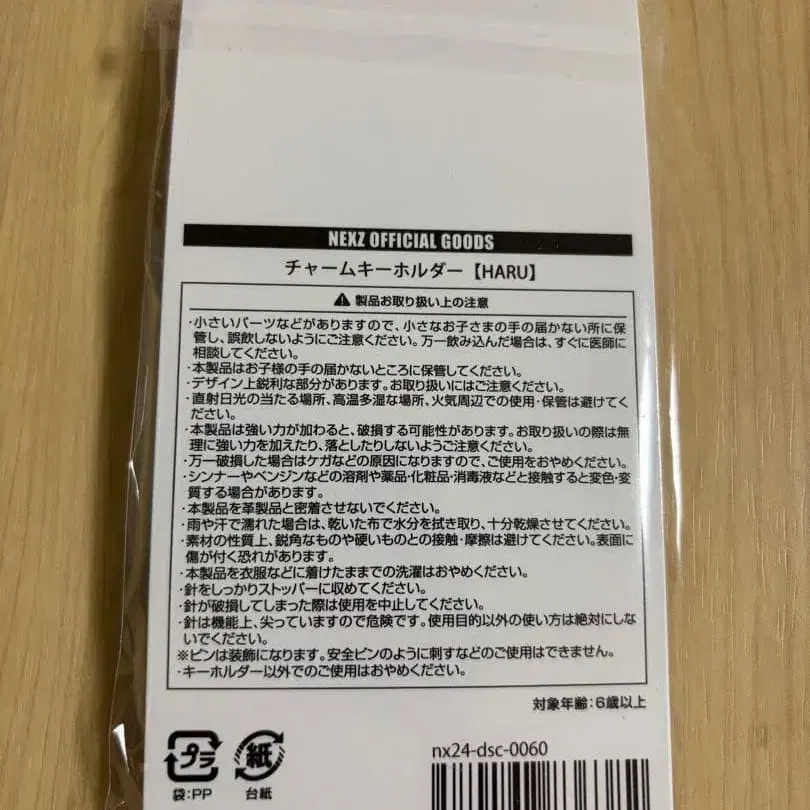 NEXZ OFFICIAL GOODS
チャームキーホルダー【HARU】
⚠ 製品お取り扱い上の注意
・小さいパーツなどがありますので、小さなお子さまの手の届かない所に保
管し、誤飲しないようにご注意ください。万一飲み込んだ場合は、すぐに医師に
相談してください。
・本製品はお子様の手の届かないところに保管してください。
・デザイン上鋭利な部分があります。お取り扱いにはご注意ください。
・直射日光の当たる場所、高温多湿な場所、火気周辺での使用・保管は避けてく
ださい。
・本製品は強い力が加わると、破損する可能性があります。お取り扱いの際は無
理に強い力を加えたり、落としたりしないようご注意ください。
・万一破損した場合はケガなどの原因になりますので、ご使用をおやめください。
・シンナーやベンジンなどの溶剤や薬品・化粧品・消毒液などと接触すると変色・変
質する場合があります。
・本製品を革製品と密着させないでください。
・雨や汗で濡れた場合は、乾いた布で水分を拭き取り、十分乾燥させてください。
・素材の性質上、鋭角なものや硬いものとの接触・摩擦は避けてください。表面に
傷が付く恐れがあります。
・本製品を衣服などに着けたままでの洗濯はおやめください。
・針をしっかりストッパーに収めてください。
・針が破損してしまった際は使用を中止してください。
・針は機能上、尖っていますので危険です。使用目的以外の使い方は絶対にしな
いでください。
※ピンは装飾になります。安全ピンのように刺すなどのご使用はできません。
・キーホルダー以外でのご使用はおやめください。
対象年齢:6歳以上
プラ
袋:PP
紙
台紙
nx24-dsc-0060